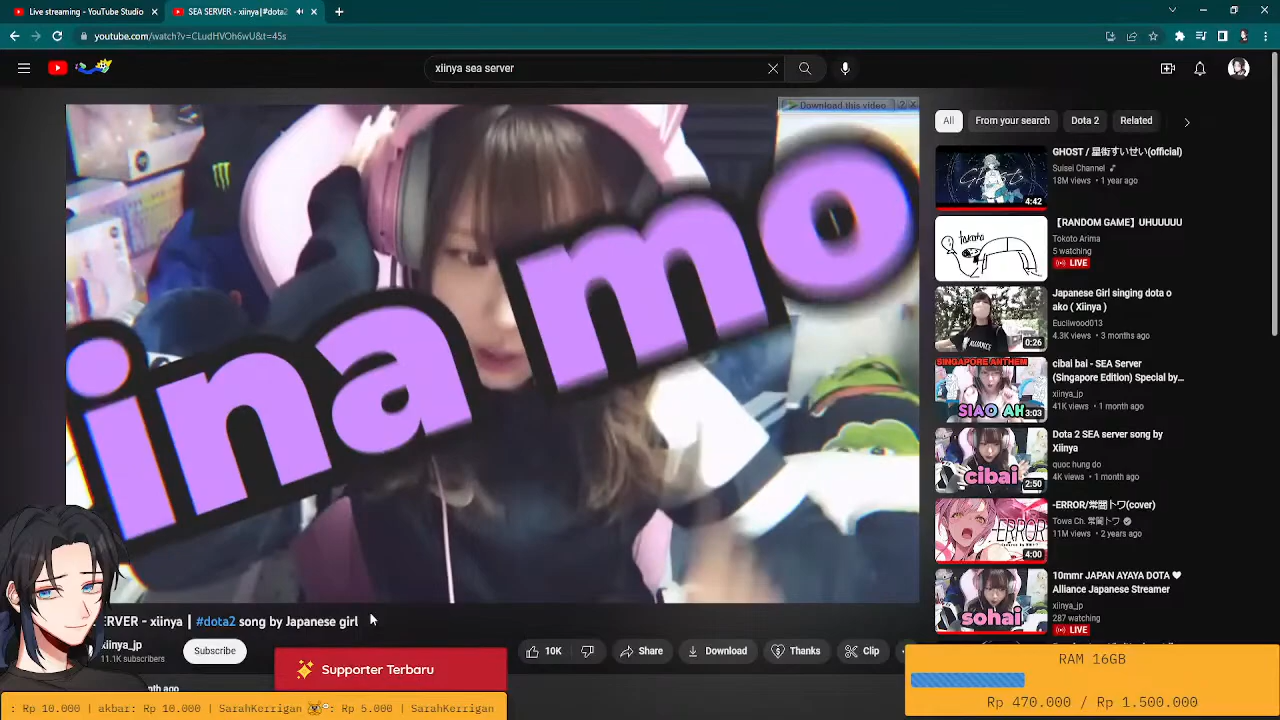 Live streaming - YouTube Studio
SEA SERVER - xiinya|#dota2
youtube.com/watch?v=CLudHVOh6wU&t=45s
xiinya sea server
Download this video
ina mo
All
From your search
Dota 2
Related
GHOST / 星街すいせい(official)
Suisei Channel
18M views • 1 year ago
4:42
【RANDOM GAME】UHUUUUU
Tokoto Arima
5 watching
LIVE
Japanese Girl singing dota o
ako ( Xiinya )
Eucliwood013
4.3K views • 3 months ago
0:26
SINGAPORE ANTHEM
SIAO AH
3:03
cibai bai - SEA Server
(Singapore Edition) Special by...
xiinya_jp
41K views • 1 month ago
cibai
2:50
Dota 2 SEA server song by
Xiinya
quoc hung do
4K views • 1 month ago
-ERROR/常闇トワ(cover)
Towa Ch. 常闇トワ
11M views • 2 years ago
4:00
sohai
10mmr JAPAN AYAYA DOTA
Alliance Japanese Streamer
xiinya_jp
287 watching
LIVE
ERVER - xiinya | #dota2 song by Japanese girl
xiinya_jp
11.1K subscribers
Subscribe
10K
Share
Download
Thanks
Clip
nth ago
Supporter Terbaru
: Rp 10.000 | akbar: Rp 10.000 | SarahKerrigan : Rp 5.000 | SarahKerrigan
RAM 16GB
Rp 470.000 / Rp 1.500.000